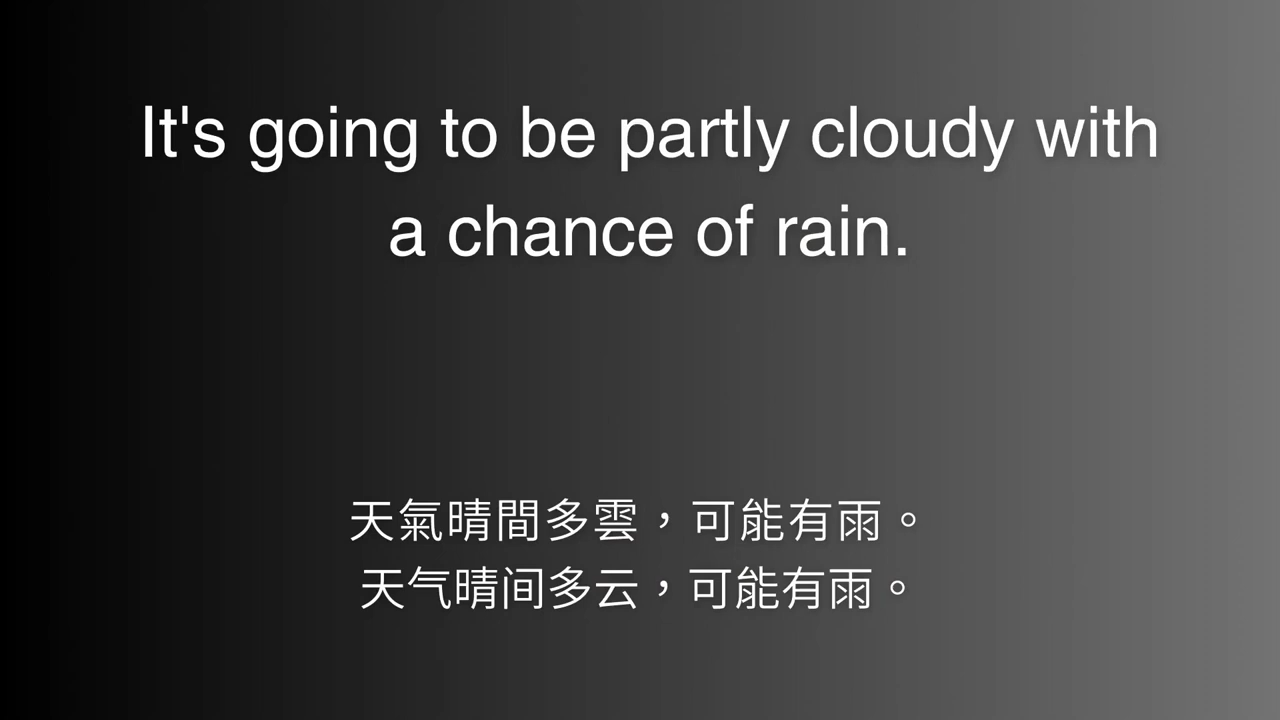 It's going to be partly cloudy with
a chance of rain.
天氣晴間多雲，可能有雨。
天气晴间多云，可能有雨。